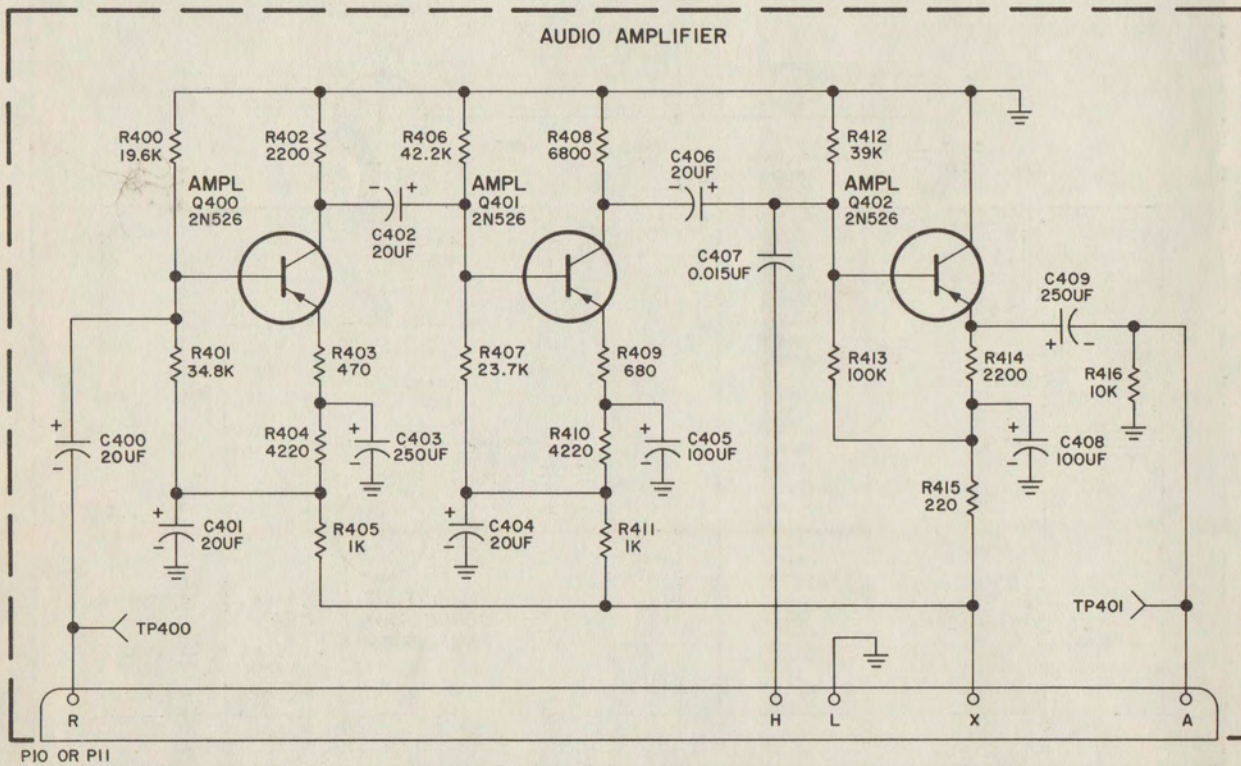 AUDIO AMPLIFIER
R400
19.6K
R402
2200
R406
42.2K
R408
6800
R412
39K
AMPL
Q400
2N526
C402
20UF
- +
AMPL
Q401
2N526
C406
20UF
- +
C407
0.015UF
AMPL
Q402
2N526
C409
250UF
+ -
R401
34.8K
R403
470
R407
23.7K
R409
680
R413
100K
R414
2200
R416
10K
+
-
C400
20UF
R404
4220
+
-
C403
250UF
R410
4220
+
-
C405
100UF
+
-
C408
100UF
+
-
C401
20UF
R405
1K
+
-
C404
20UF
R411
1K
R415
220
TP400
TP401
R
H
L
X
A
P10 OR P11